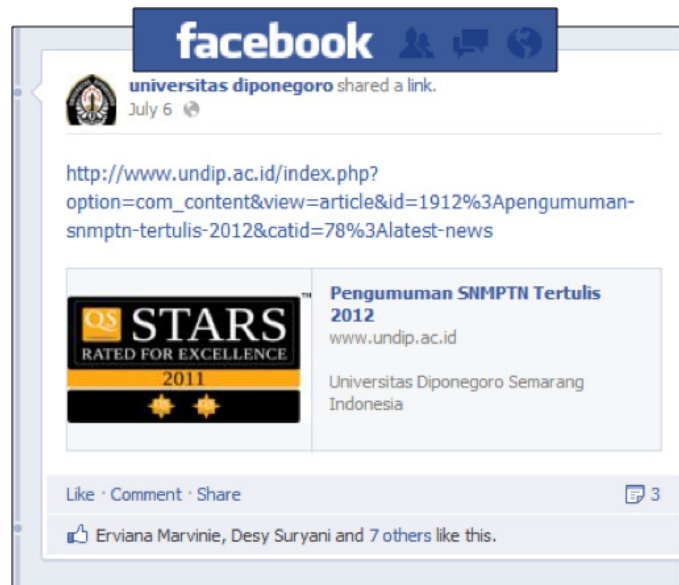 facebook
universitas diponegoro shared a link.
July 6
http://www.undip.ac.id/index.php?
option=com_content&view=article&id=1912%3Apengumuman-
snmptn-tertulis-2012&catid=78%3Alatest-news
QS STARS™
RATED FOR EXCELLENCE
2011
Pengumuman SNMPTN Tertulis
2012
www.undip.ac.id
Universitas Diponegoro Semarang
Indonesia
Like · Comment · Share
3
Erviana Marvinie, Desy Suryani and 7 others like this.